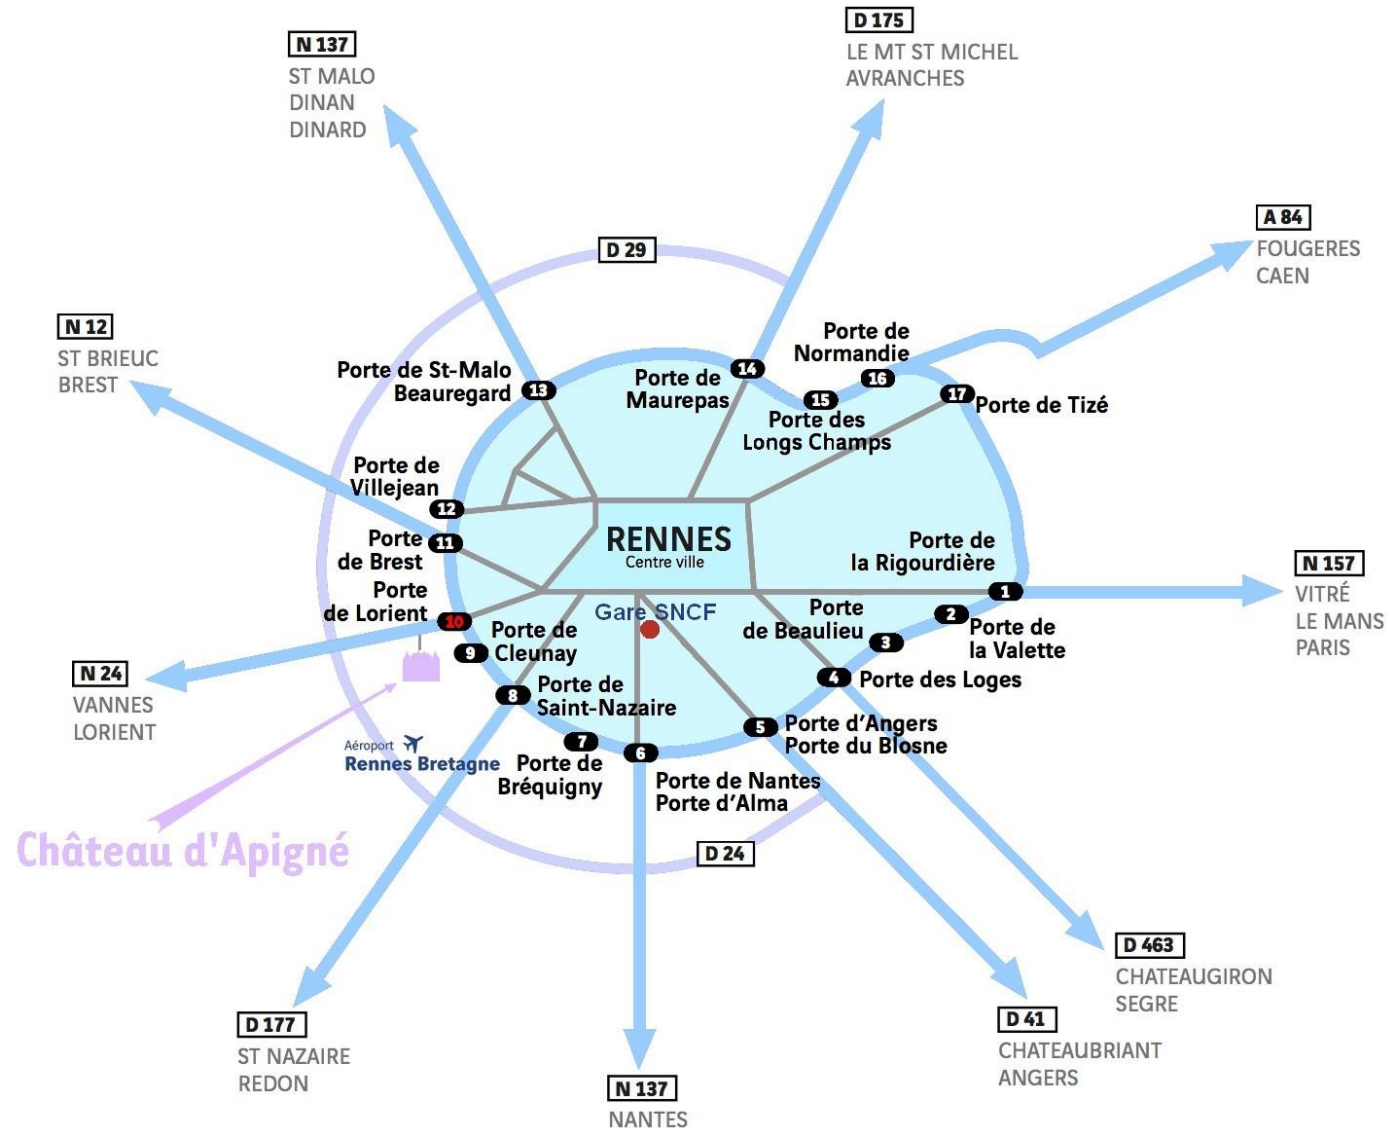 D 175
LE MT ST MICHEL
AVRANCHES
N 137
ST MALO
DINAN
DINARD
A 84
FOUGERES
CAEN
D 29
N 12
ST BRIEUC
BREST
Porte de
Normandie
16
Porte de St-Malo
Beauregard
13
14
Porte de
Maurepas
15
Porte des
Longs Champs
17
Porte de Tizé
Porte de
Villejean
12
Porte
de Brest
11
RENNES
Centre ville
Porte de
la Rigourdière
1
N 157
VITRÉ
LE MANS
PARIS
Porte
de Lorient
10
Gare SNCF
Porte
de Beaulieu
3
2
Porte de
la Valette
9
Porte de
Cleunay
N 24
VANNES
LORIENT
8
Porte de
Saint-Nazaire
4
Porte des Loges
5
Porte d'Angers
Porte du Blosne
Aéroport
Rennes Bretagne
7
Porte de
Bréquigny
6
Porte de Nantes
Porte d'Alma
Château d'Apigné
D 24
D 463
CHATEAUGIRON
SEGRE
D 177
ST NAZAIRE
REDON
D 41
CHATEAUBRIANT
ANGERS
N 137
NANTES